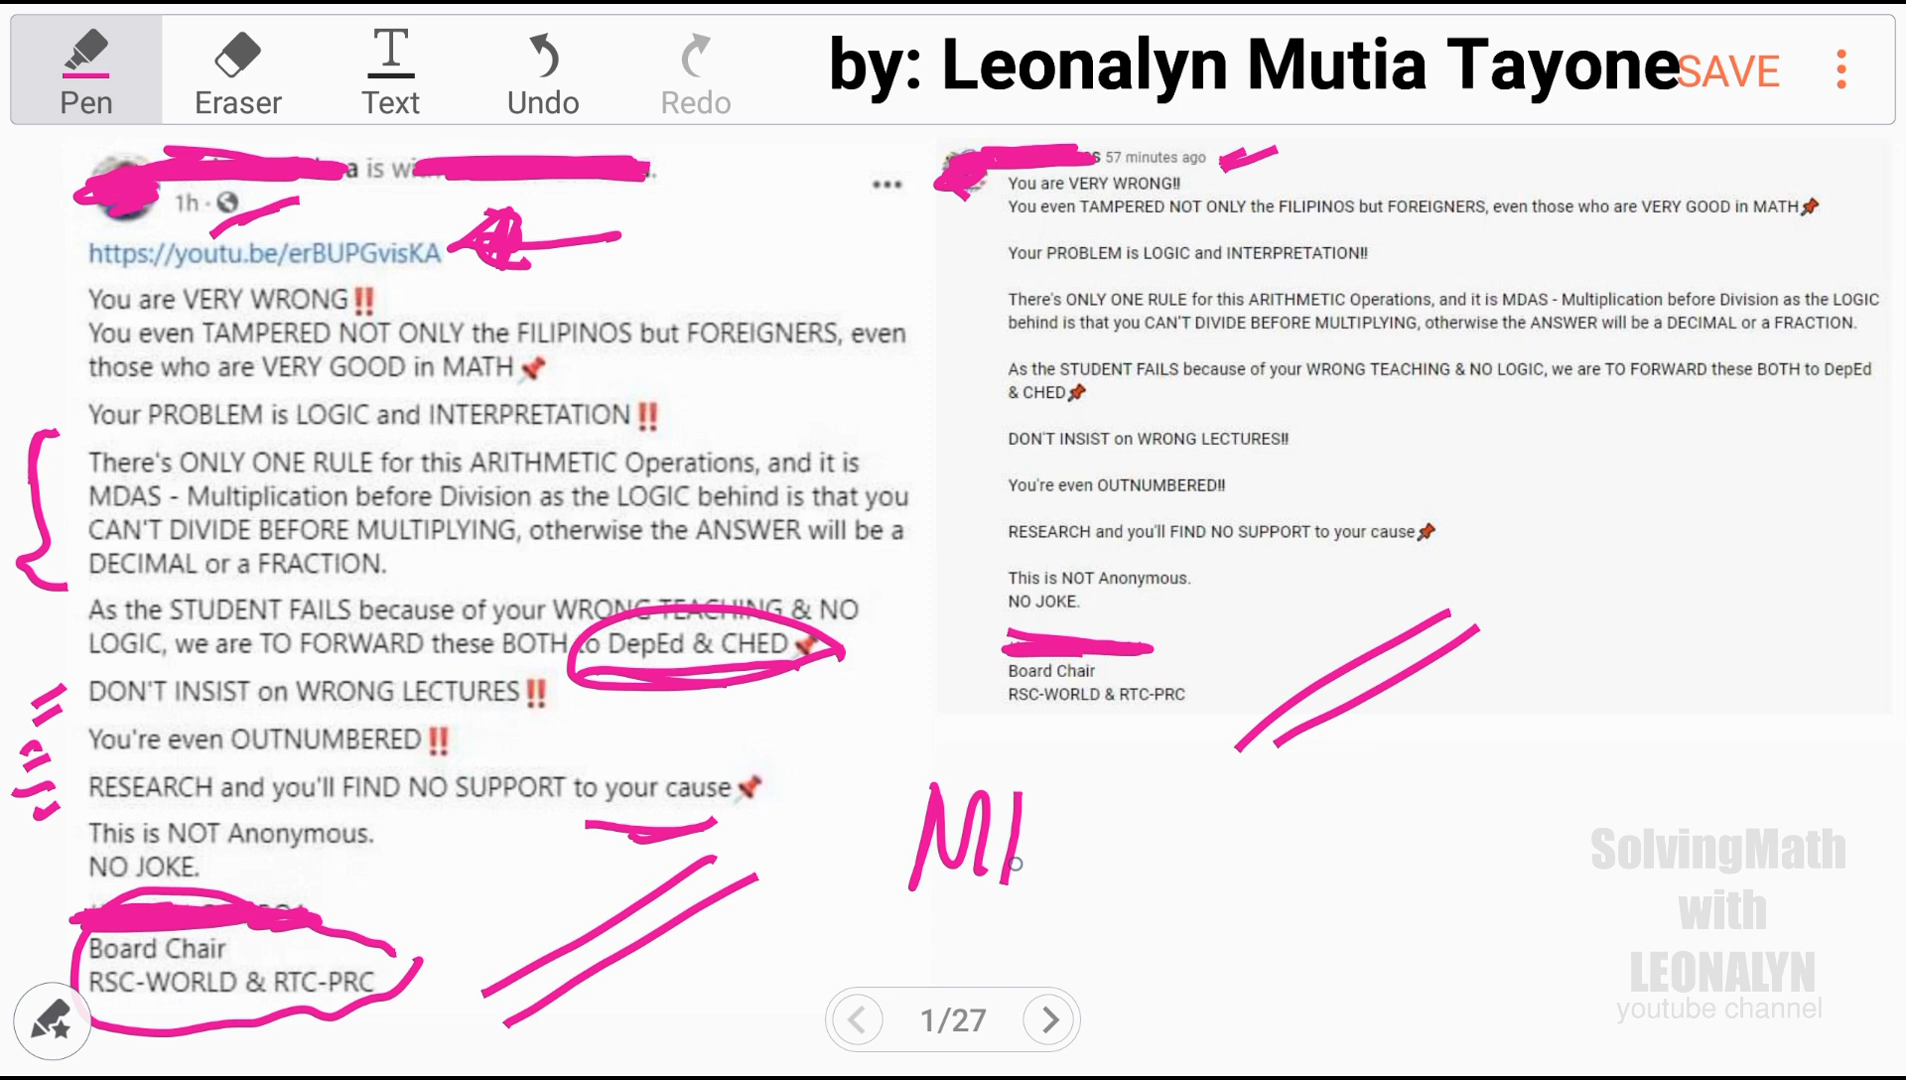 Pen
Eraser
Text
Undo
Redo
by: Leonalyn Mutia Tayone
SAVE
a is wi
1h
https://youtu.be/erBUPGvisKA
You are VERY WRONG‼
You even TAMPERED NOT ONLY the FILIPINOS but FOREIGNERS, even
those who are VERY GOOD in MATH📌
Your PROBLEM is LOGIC and INTERPRETATION‼
There's ONLY ONE RULE for this ARITHMETIC Operations, and it is
MDAS - Multiplication before Division as the LOGIC behind is that you
CAN'T DIVIDE BEFORE MULTIPLYING, otherwise the ANSWER will be a
DECIMAL or a FRACTION.
As the STUDENT FAILS because of your WRONG TEACHING & NO
LOGIC, we are TO FORWARD these BOTH to DepEd & CHED📌
DON'T INSIST on WRONG LECTURES‼
You're even OUTNUMBERED‼
RESEARCH and you'll FIND NO SUPPORT to your cause📌
This is NOT Anonymous.
NO JOKE.
Board Chair
RSC-WORLD & RTC-PRC
57 minutes ago
You are VERY WRONG‼
You even TAMPERED NOT ONLY the FILIPINOS but FOREIGNERS, even those who are VERY GOOD in MATH📌
Your PROBLEM is LOGIC and INTERPRETATION‼
There's ONLY ONE RULE for this ARITHMETIC Operations, and it is MDAS - Multiplication before Division as the LOGIC
behind is that you CAN'T DIVIDE BEFORE MULTIPLYING, otherwise the ANSWER will be a DECIMAL or a FRACTION.
As the STUDENT FAILS because of your WRONG TEACHING & NO LOGIC, we are TO FORWARD these BOTH to DepEd
& CHED📌
DON'T INSIST on WRONG LECTURES‼
You're even OUTNUMBERED‼
RESEARCH and you'll FIND NO SUPPORT to your cause📌
This is NOT Anonymous.
NO JOKE.
Board Chair
RSC-WORLD & RTC-PRC
MI
SolvingMath
with
LEONALYN
youtube channel
1/27